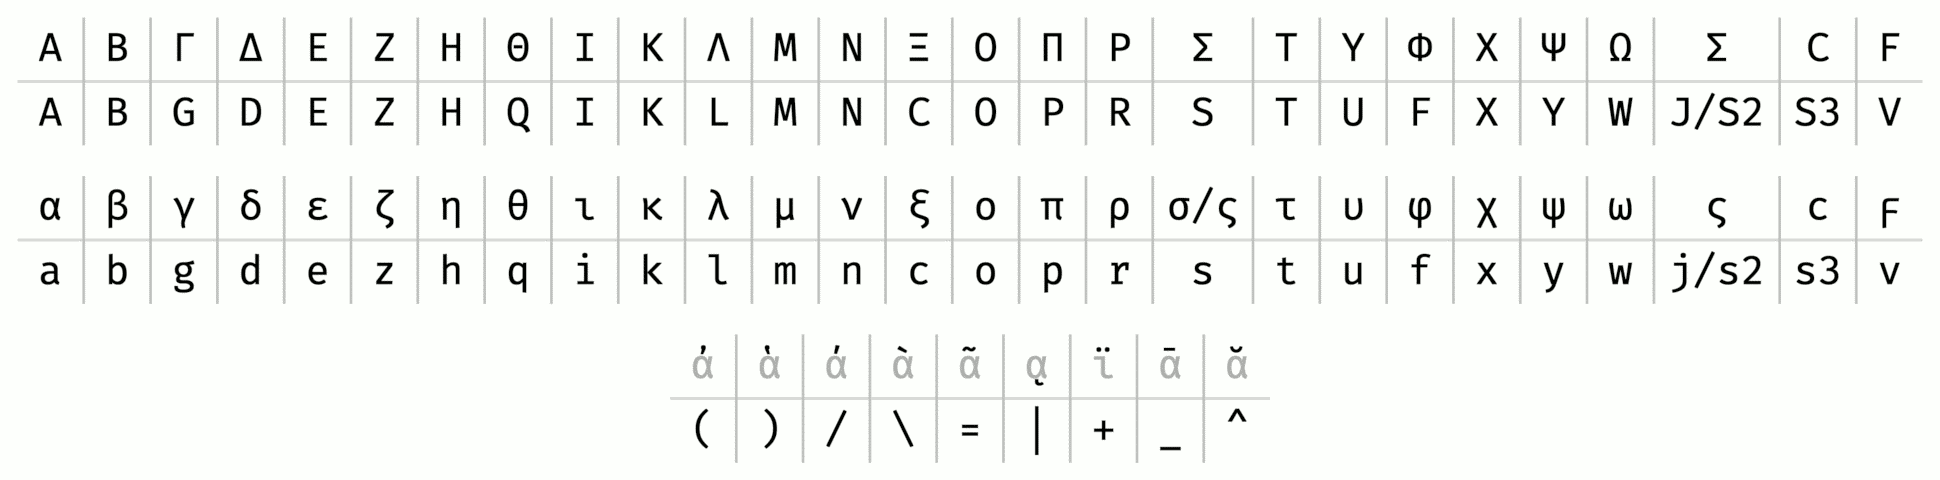 Α Β Γ Δ Ε Ζ Η Θ Ι Κ Λ Μ Ν Ξ Ο Π Ρ Σ Τ Υ Φ Χ Ψ Ω Σ Ϲ Ϝ
A B G D E Z H Q I K L M N C O P R S T U F X Y W J/S2 S3 V
α β γ δ ε ζ η θ ι κ λ μ ν ξ ο π ρ σ/ς τ υ φ χ ψ ω ς ϲ ϝ
a b g d e z h q i k l m n c o p r s t u f x y w j/s2 s3 v
ἀ ἁ ά ὰ ᾶ ᾳ ϊ ᾱ ᾰ
( ) / \ = | + _ ^